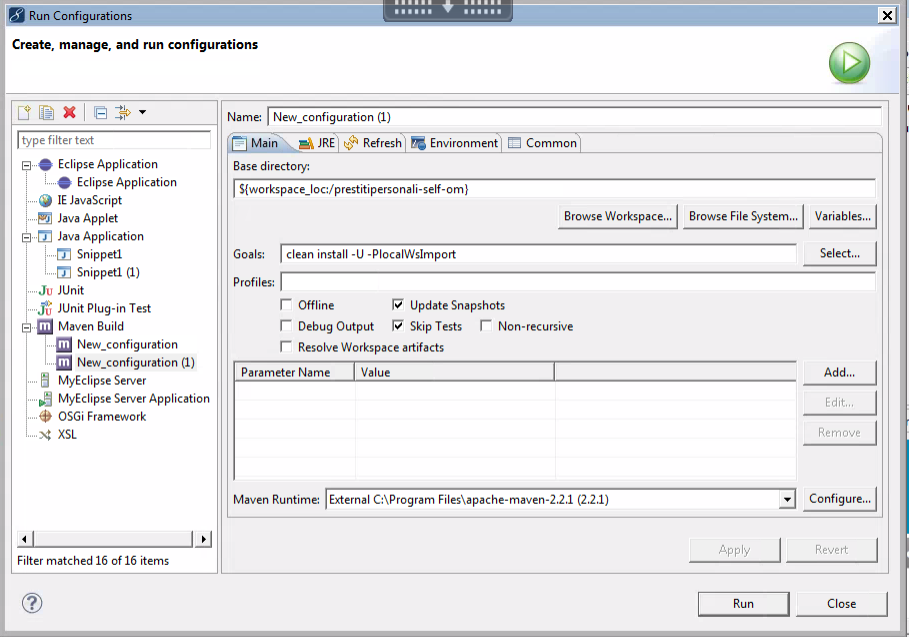 Run Configurations
Create, manage, and run configurations
type filter text
Eclipse Application
Eclipse Application
IE JavaScript
Java Applet
Java Application
Snippet1
Snippet1 (1)
JUnit
JUnit Plug-in Test
Maven Build
New_configuration
New_configuration (1)
MyEclipse Server
MyEclipse Server Application
OSGi Framework
XSL
Filter matched 16 of 16 items
Name: New_configuration (1)
Main JRE Refresh Environment Common
Base directory:
${workspace_loc:/prestitipersonali-self-om}
Browse Workspace... Browse File System... Variables...
Goals: clean install -U -PlocalWsImport Select...
Profiles:
Offline Update Snapshots
Debug Output Skip Tests Non-recursive
Resolve Workspace artifacts
Parameter Name Value
Add...
Edit...
Remove
Maven Runtime: External C:\Program Files\apache-maven-2.2.1 (2.2.1) Configure...
Apply Revert
Run Close